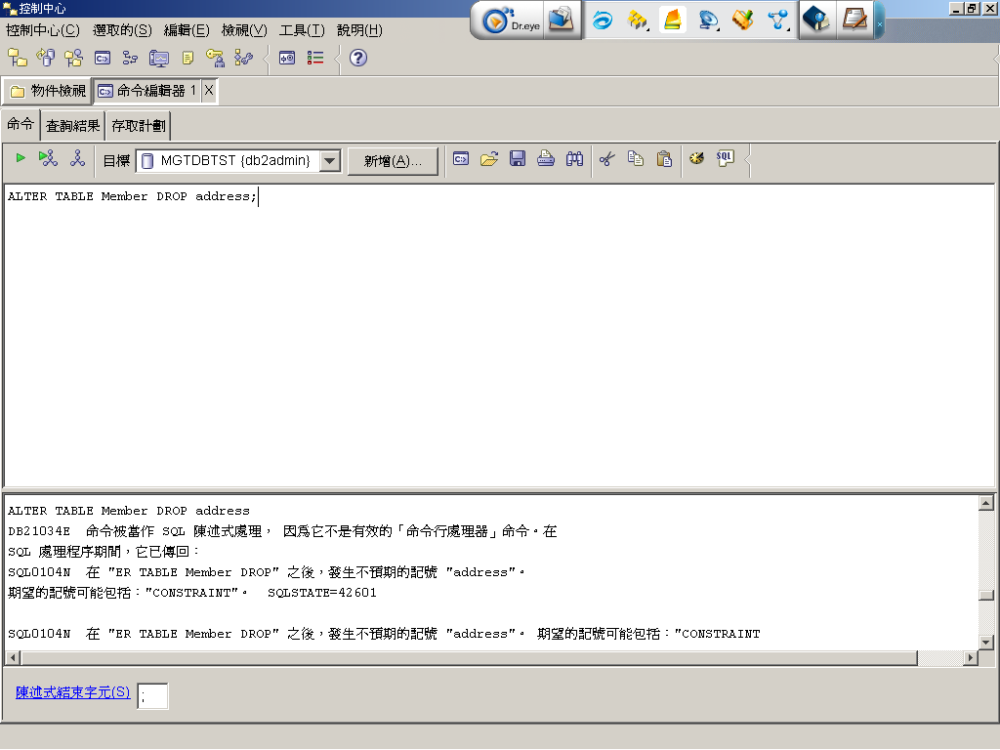 控制中心
Dr.eye
控制中心(C) 選取的(S) 編輯(E) 檢視(V) 工具(T) 說明(H)
物件檢視 命令編輯器 1 X
命令 查詢結果 存取計劃
目標 MGTDBTST {db2admin} 新增(A)... SQL
ALTER TABLE Member DROP address;
ALTER TABLE Member DROP address
DB21034E 命令被當作 SQL 陳述式處理， 因為它不是有效的「命令行處理器」命令。在
SQL 處理程序期間，它已傳回：
SQL0104N 在 "ER TABLE Member DROP" 之後，發生不預期的記號 "address"。
期望的記號可能包括："CONSTRAINT"。 SQLSTATE=42601
SQL0104N 在 "ER TABLE Member DROP" 之後，發生不預期的記號 "address"。 期望的記號可能包括："CONSTRAINT
陳述式結束字元(S) ;